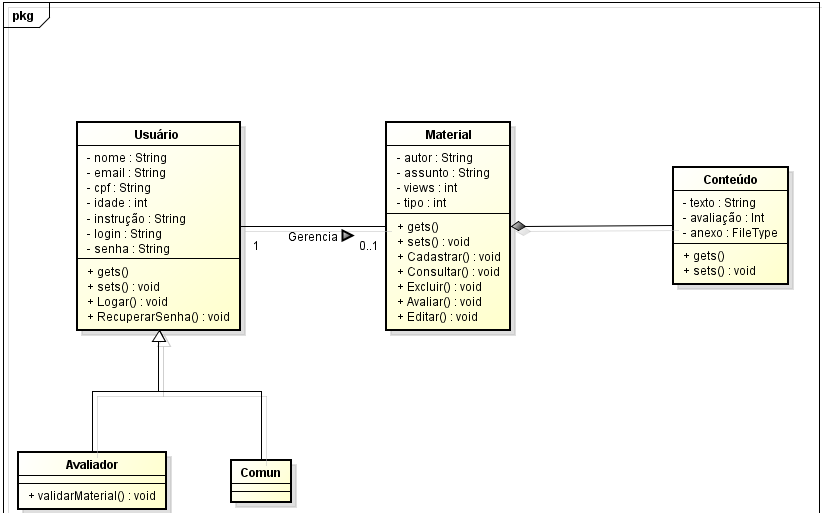 pkg
Usuário
- nome : String
- email : String
- cpf : String
- idade : int
- instrução : String
- login : String
- senha : String
+ gets()
+ sets() : void
+ Logar() : void
+ RecuperarSenha() : void
1
Gerencia
0..1
Material
- autor : String
- assunto : String
- views : int
- tipo : int
+ gets()
+ sets() : void
+ Cadastrar() : void
+ Consultar() : void
+ Excluir() : void
+ Avaliar() : void
+ Editar() : void
Conteúdo
- texto : String
- avaliação : Int
- anexo : FileType
+ gets()
+ sets() : void
Avaliador
+ validarMaterial() : void
Comun